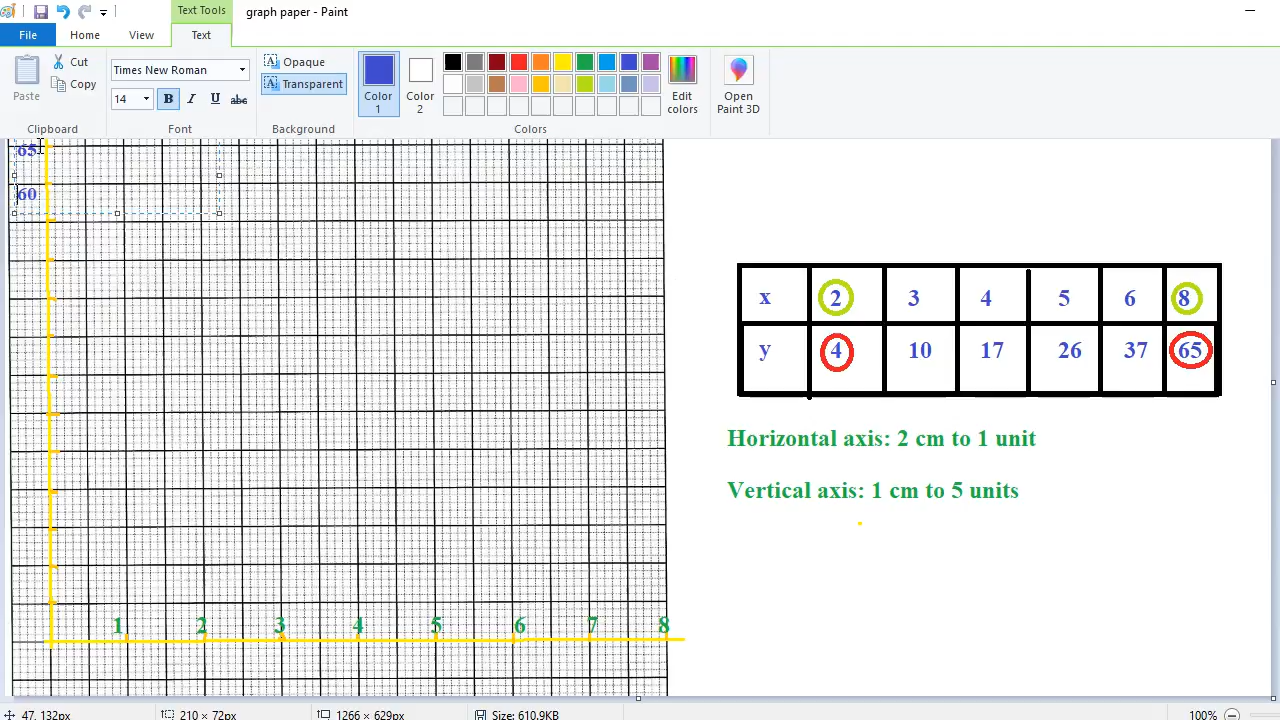 Text Tools
graph paper - Paint
File Home View Text
Paste
Cut
Copy
Clipboard
Times New Roman
14 B I U abc
Font
Opaque
Transparent
Background
Color 1
Color 2
Edit colors
Open Paint 3D
Colors
65
60
x 2 3 4 5 6 8
y 4 10 17 26 37 65
Horizontal axis: 2 cm to 1 unit
Vertical axis: 1 cm to 5 units
1 2 3 4 5 6 7 8
47, 132px 210 × 72px 1266 × 629px Size: 610.9KB 100%